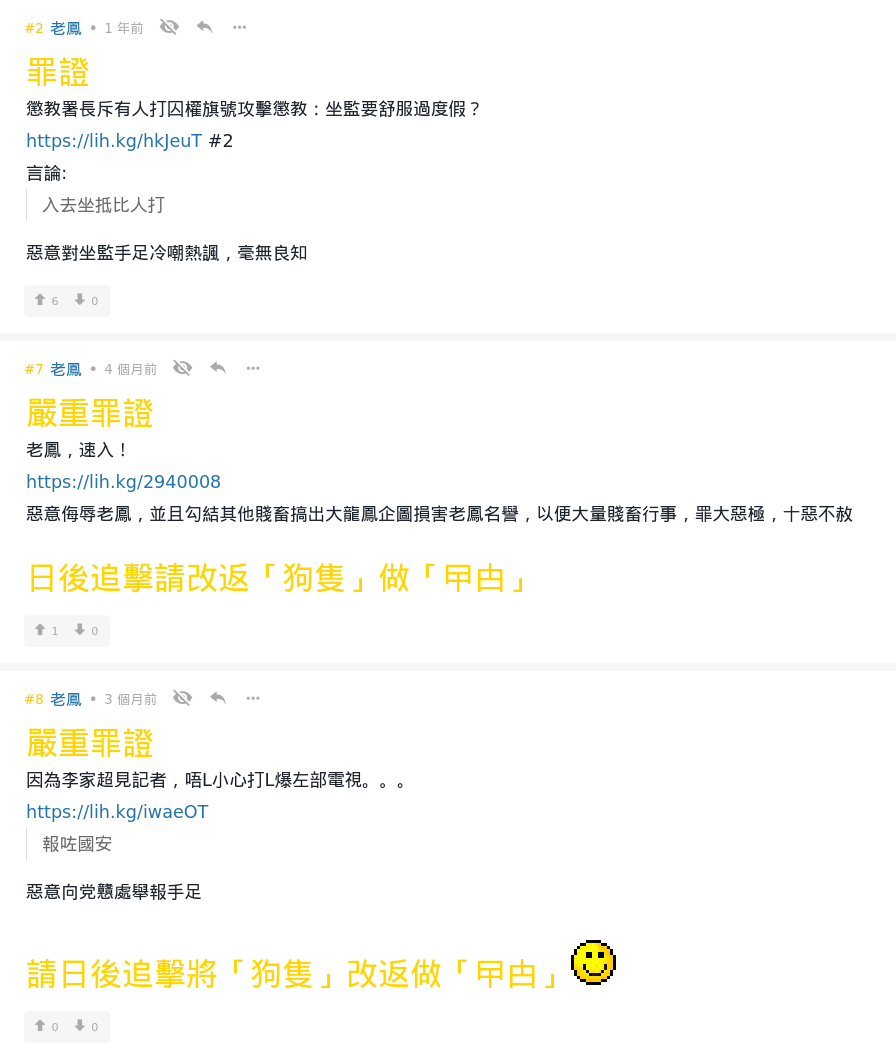 #2 老鳳 • 1 年前
罪證
懲教署長斥有人打囚權旗號攻擊懲教：坐監要舒服過度假？
https://lih.kg/hkJeuT #2
言論:
入去坐抵比人打
惡意對坐監手足冷嘲熱諷，毫無良知
6 0
#7 老鳳 • 4 個月前
嚴重罪證
老鳳，速入！
https://lih.kg/2940008
惡意侮辱老鳳，並且勾結其他賤畜搞出大龍鳳企圖損害老鳳名譽，以便大量賤畜行事，罪大惡極，十惡不赦
日後追擊請改返「狗隻」做「曱甴」
1 0
#8 老鳳 • 3 個月前
嚴重罪證
因為李家超見記者，唔L小心打L爆左部電視。。。
https://lih.kg/iwaeOT
報咗國安
惡意向党戇處舉報手足
請日後追擊將「狗隻」改返做「曱甴」
0 0